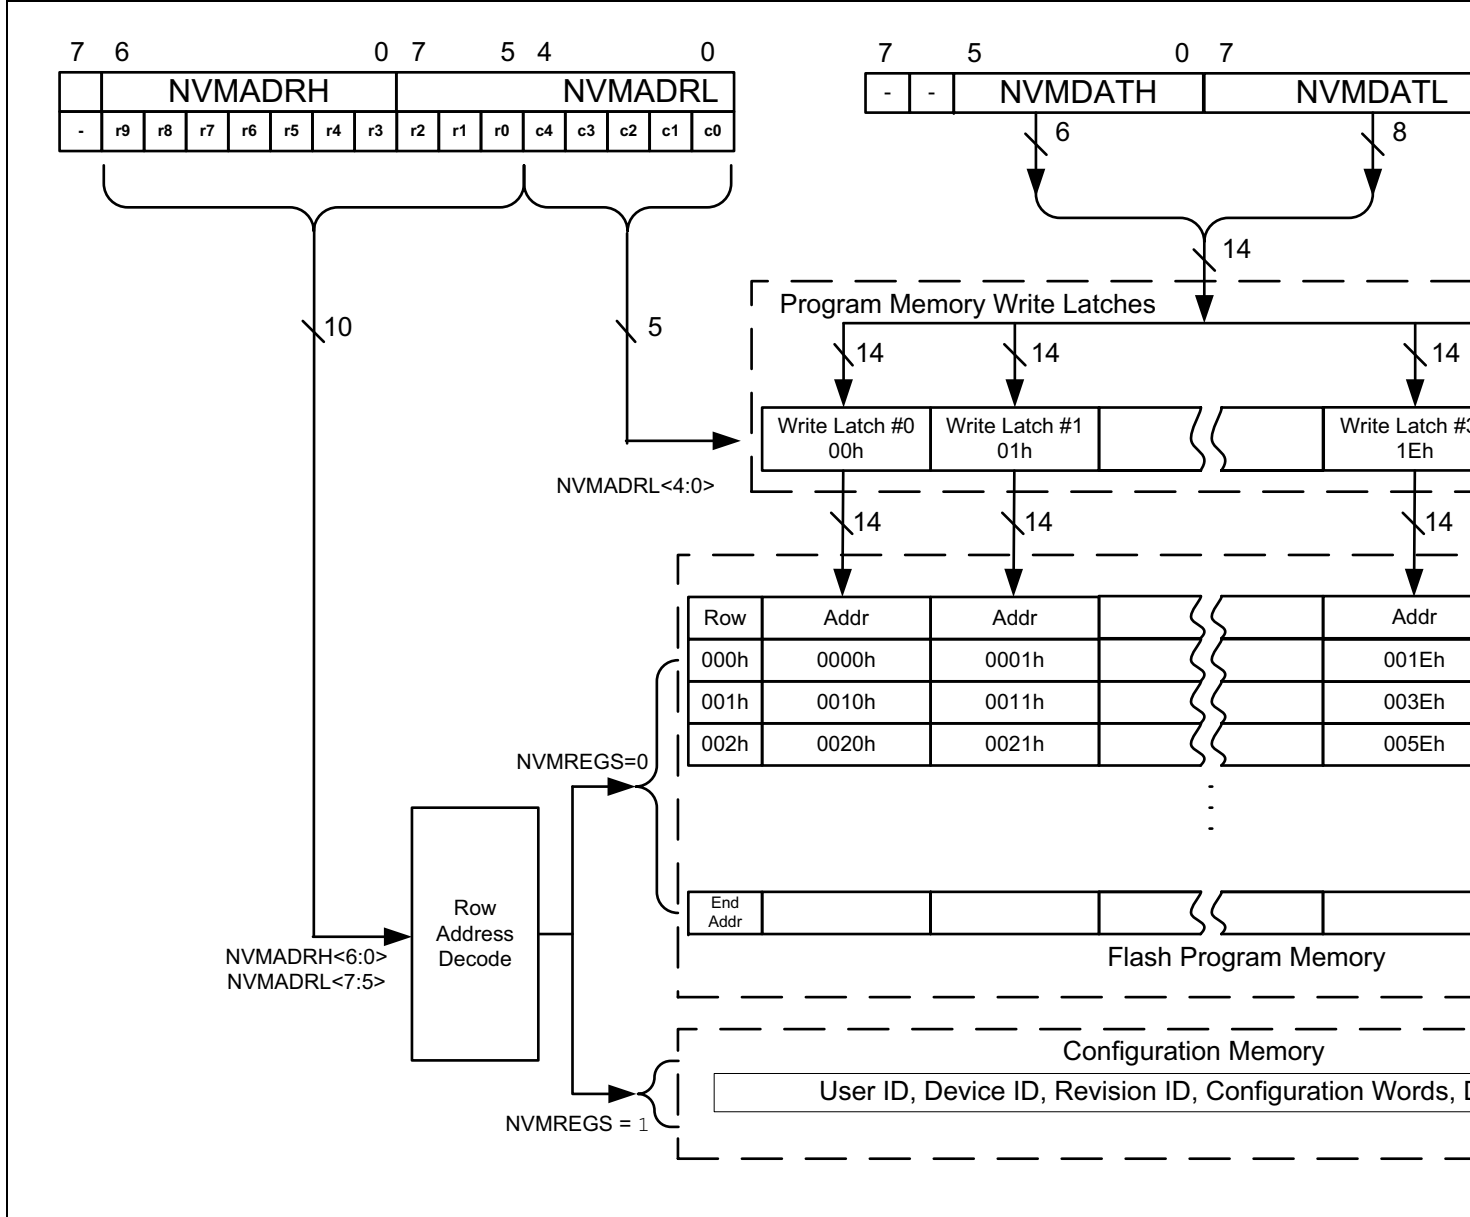 7 6 0 7 5 4 0
NVMADRH NVMADRL
- r9 r8 r7 r6 r5 r4 r3 r2 r1 r0 c4 c3 c2 c1 c0
7 5 0 7
- - NVMDATH NVMDATL
6 8
14
10 5
Program Memory Write Latches
14 14 14
Write Latch #0 Write Latch #1 Write Latch #3
00h 01h 1Eh
NVMADRL<4:0>
14 14 14
Row Addr Addr Addr
000h 0000h 0001h 001Eh
001h 0010h 0011h 003Eh
002h 0020h 0021h 005Eh
NVMREGS=0
End
Addr
Row
Address
Decode
NVMADRH<6:0>
NVMADRL<7:5>
Flash Program Memory
Configuration Memory
User ID, Device ID, Revision ID, Configuration Words,
NVMREGS = 1